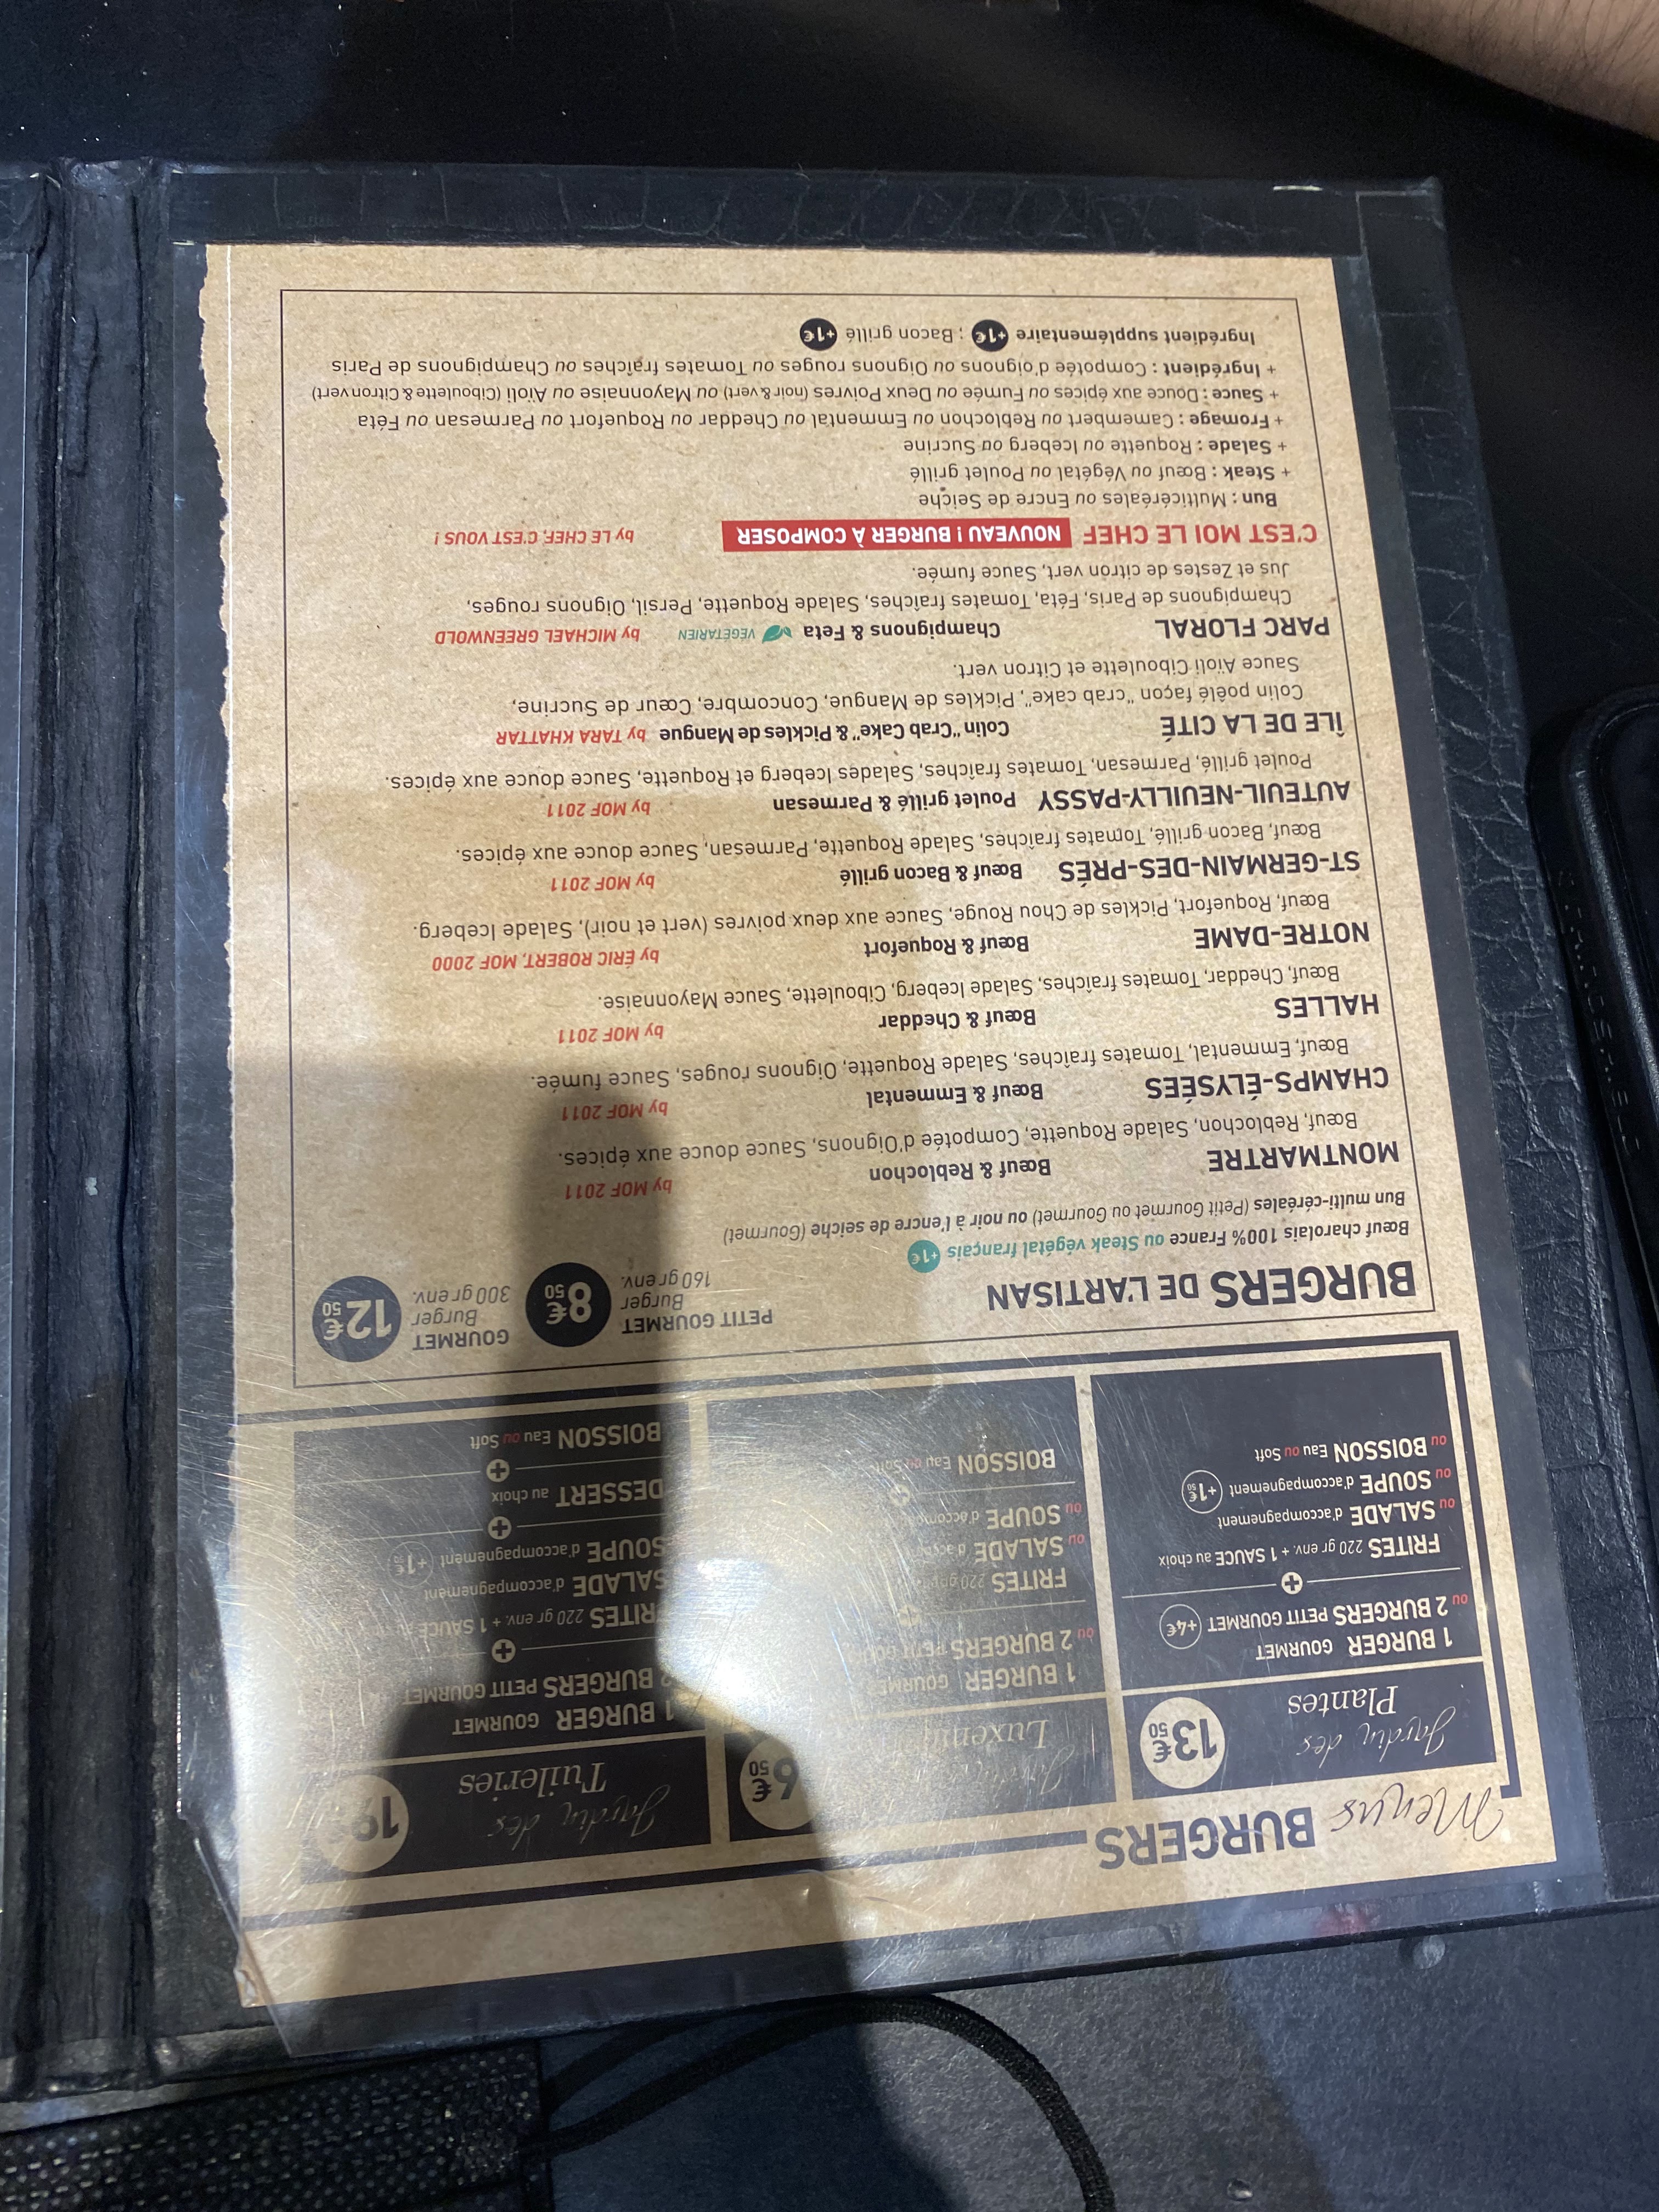 Menus BURGERS
Jardin des
Plantes
13€50
1 BURGER GOURMET
ou 2 BURGERS PETIT GOURMET +4€
+
FRITES 220 gr env. + 1 SAUCE au choix
ou SALADE d'accompagnement
ou SOUPE d'accompagnement +1€50
ou BOISSON Eau ou Soft
1 BURGER GOURMET
ou 2 BURGERS PETIT
+
FRITES 220 gr
ou SALADE
ou SOUPE
+
BOISSON Eau ou Soft
Jardin des
Tuileries
1 BURGER GOURMET
2 BURGERS PETIT GOURMET
+
FRITES 220 gr env. + 1 SAUCE
SALADE d'accompagnement
SOUPE d'accompagnement
+
DESSERT au choix
+
BOISSON Eau ou Soft
BURGERS DE L'ARTISAN
PETIT GOURMET
Burger
160 gr env.
8€50
GOURMET
Burger
300 gr env.
12€50
Bœuf charolais 100% France ou Steak végétal français +1€
Bun multi-céréales (Petit Gourmet ou Gourmet) ou noir à l'encre de seiche (Gourmet)
MONTMARTRE Bœuf & Reblochon by MOF 2011
Bœuf, Reblochon, Salade Roquette, Compotée d'Oignons, Sauce douce aux épices.
CHAMPS-ÉLYSÉES Bœuf & Emmental by MOF 2011
Bœuf, Emmental, Tomates fraîches, Salade Roquette, Oignons rouges, Sauce fumée.
HALLES Bœuf & Cheddar by MOF 2011
Bœuf, Cheddar, Tomates fraîches, Salade Iceberg, Ciboulette, Sauce Mayonnaise.
NOTRE-DAME Bœuf & Roquefort by ÉRIC ROBERT, MOF 2000
Bœuf, Roquefort, Pickles de Chou Rouge, Sauce aux deux poivres (vert et noir), Salade Iceberg.
ST-GERMAIN-DES-PRÉS Bœuf & Bacon grillé by MOF 2011
Bœuf, Bacon grillé, Tomates fraîches, Salade Roquette, Parmesan, Sauce douce aux épices.
AUTEUIL-NEUILLY-PASSY Poulet grillé & Parmesan by MOF 2011
Poulet grillé, Parmesan, Tomates fraîches, Salades Iceberg et Roquette, Sauce douce aux épices.
ÎLE DE LA CITÉ Colin "Crab Cake" & Pickles de Mangue by TARA KHATTAR
Colin poêlé façon "crab cake", Pickles de Mangue, Concombre, Cœur de Sucrine,
Sauce Aïoli Ciboulette et Citron vert.
PARC FLORAL Champignons & Feta VÉGÉTARIEN by MICHAEL GREENWOLD
Champignons de Paris, Féta, Tomates fraîches, Salade Roquette, Persil, Oignons rouges,
Jus et Zestes de citron vert, Sauce fumée.
C'EST MOI LE CHEF NOUVEAU ! BURGER À COMPOSER by LE CHEF, C'EST VOUS !
Bun : Multicéréales ou Encre de Seiche
+ Steak : Bœuf ou Végétal ou Poulet grillé
+ Salade : Roquette ou Iceberg ou Sucrine
+ Fromage : Camembert ou Reblochon ou Emmental ou Cheddar ou Roquefort ou Parmesan ou Féta
+ Sauce : Douce aux épices ou Fumée ou Deux Poivres (noir & vert) ou Mayonnaise ou Aïoli (Ciboulette & Citron vert)
+ Ingrédient : Compotée d'oignons ou Oignons rouges ou Tomates fraîches ou Champignons de Paris
Ingrédient supplémentaire +1€ ; Bacon grillé +1€